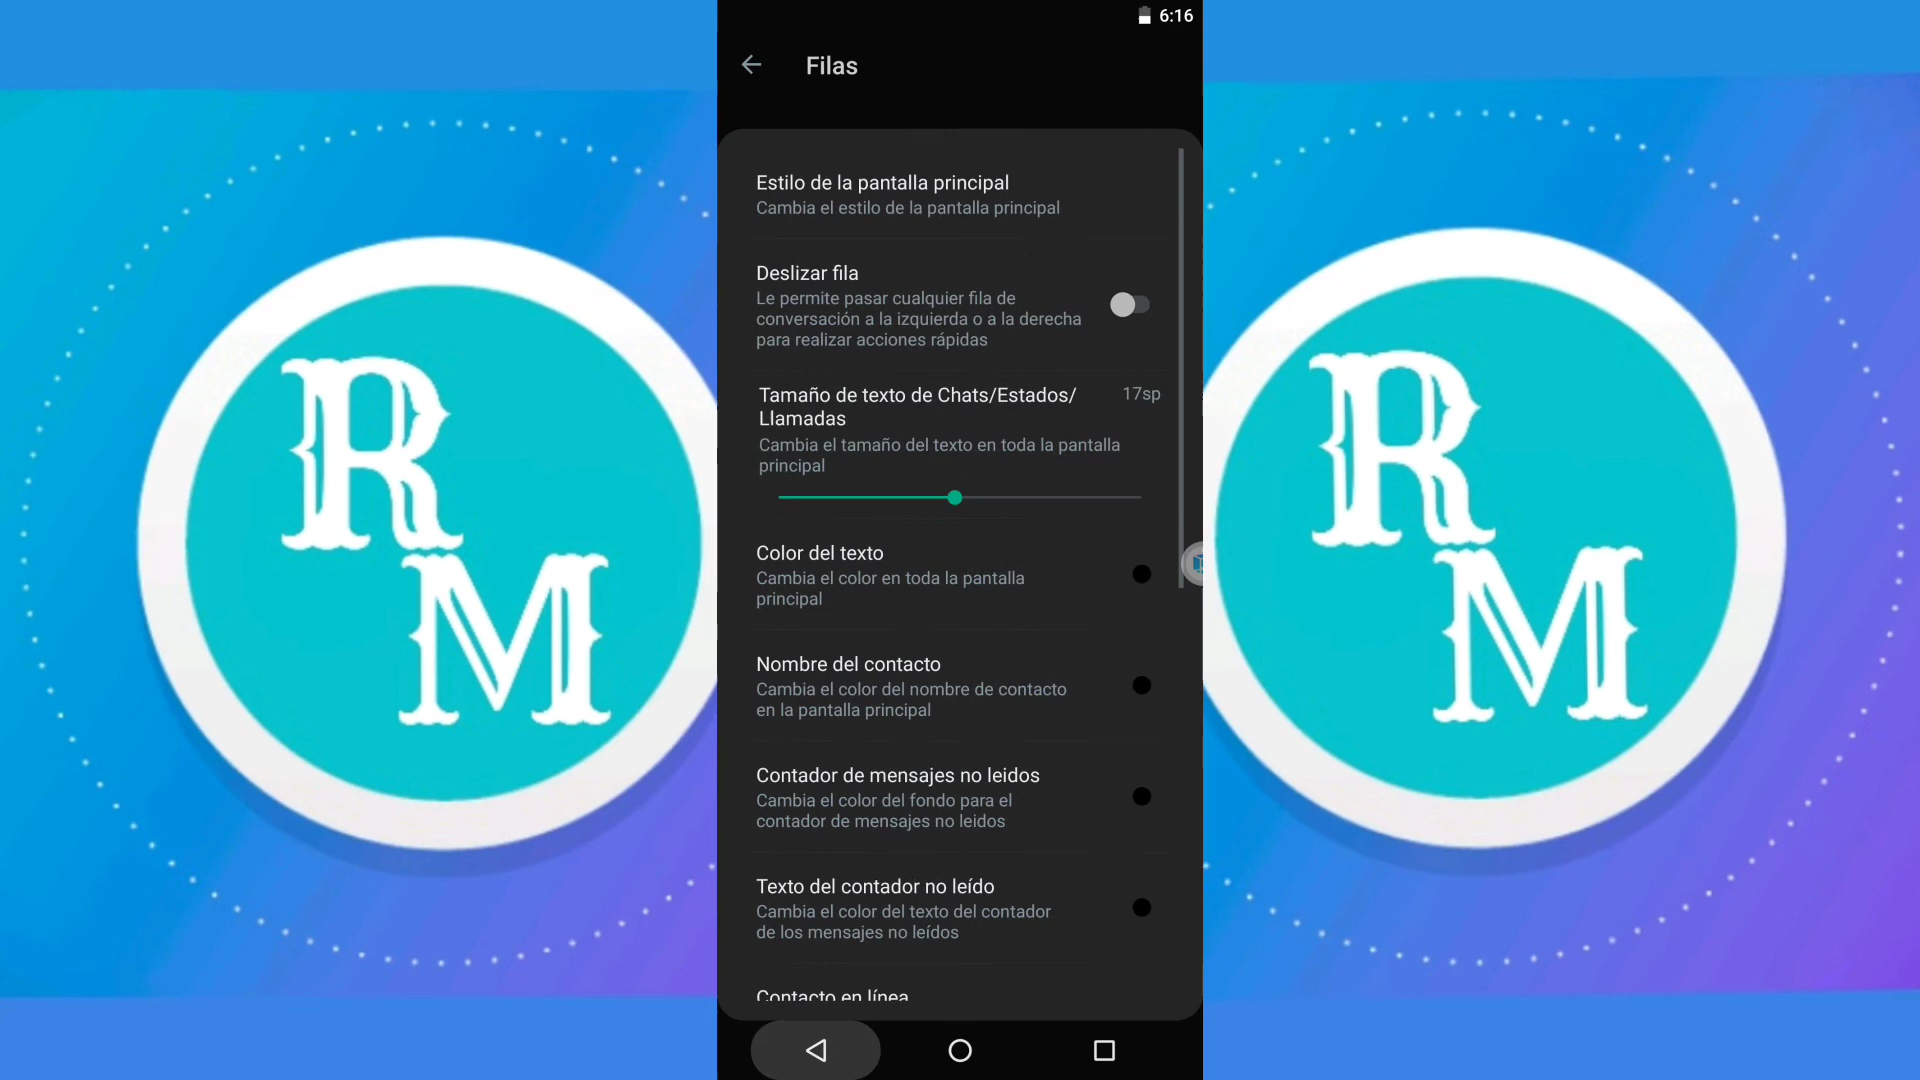 6:16
Filas
Estilo de la pantalla principal
Cambia el estilo de la pantalla principal
Deslizar fila
Le permite pasar cualquier fila de
conversación a la izquierda o a la derecha
para realizar acciones rápidas
Tamaño de texto de Chats/Estados/
Llamadas
17sp
Cambia el tamaño del texto en toda la pantalla
principal
Color del texto
Cambia el color en toda la pantalla
principal
Nombre del contacto
Cambia el color del nombre de contacto
en la pantalla principal
Contador de mensajes no leidos
Cambia el color del fondo para el
contador de mensajes no leidos
Texto del contador no leído
Cambia el color del texto del contador
de los mensajes no leídos
Contacto en línea
R
M
R
M